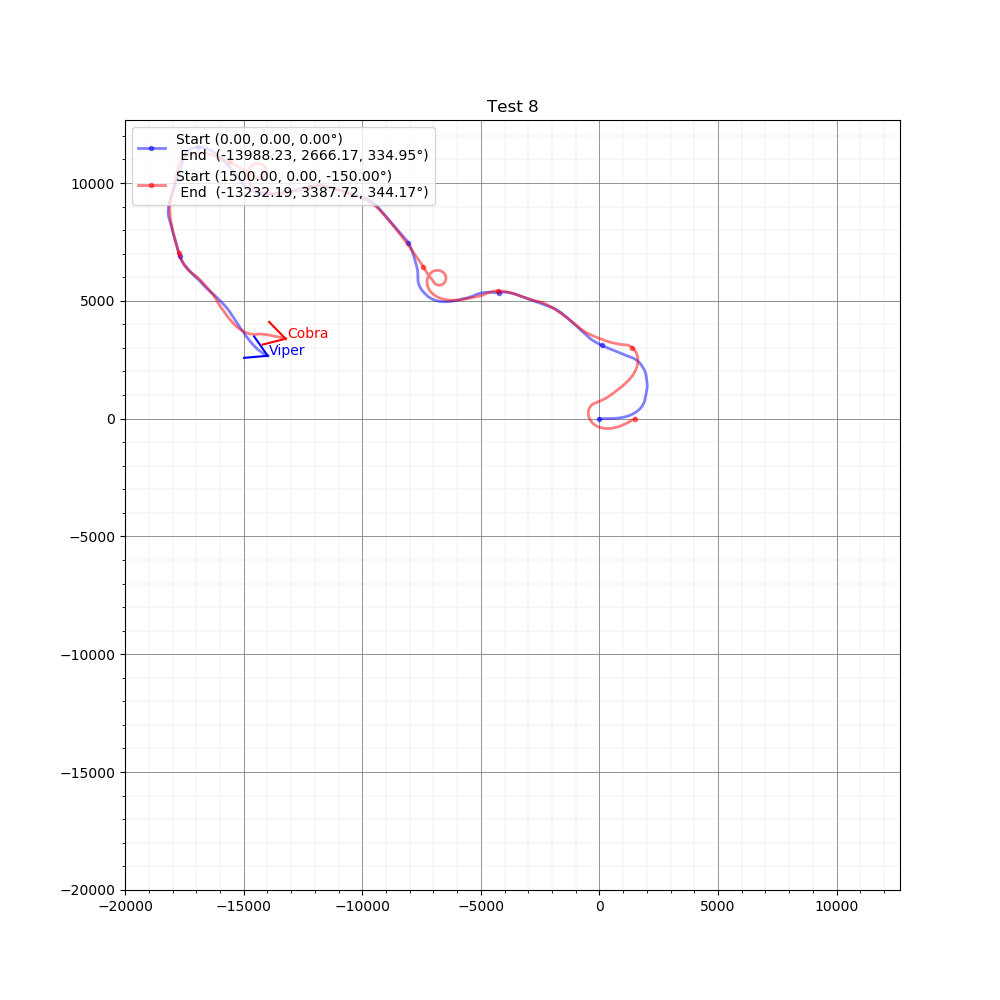 Test 8
Start (0.00, 0.00, 0.00°)
End  (-13988.23, 2666.17, 334.95°)
Start (1500.00, 0.00, -150.00°)
End  (-13232.19, 3387.72, 344.17°)
10000
5000
Cobra
Viper
0
−5000
−10000
−15000
−20000
−20000 −15000 −10000 −5000 0 5000 10000